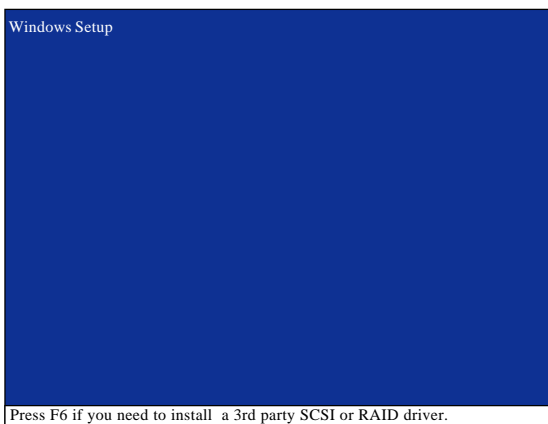 Windows Setup
Press F6 if you need to install a 3rd party SCSI or RAID driver.